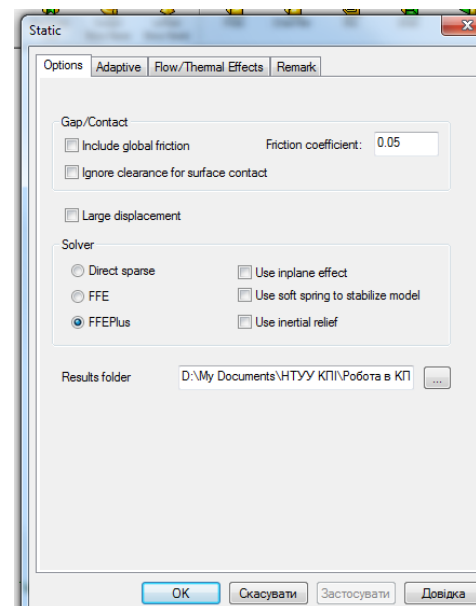 Static
Options Adaptive Flow/Thermal Effects Remark
Gap/Contact
Include global friction Friction coefficient: 0.05
Ignore clearance for surface contact
Large displacement
Solver
Direct sparse Use inplane effect
FFE Use soft spring to stabilize model
FFEPlus Use inertial relief
Results folder D:\My Documents\НТУУ КПІ\Робота в КП ...
OK Скасувати Застосувати Довідка